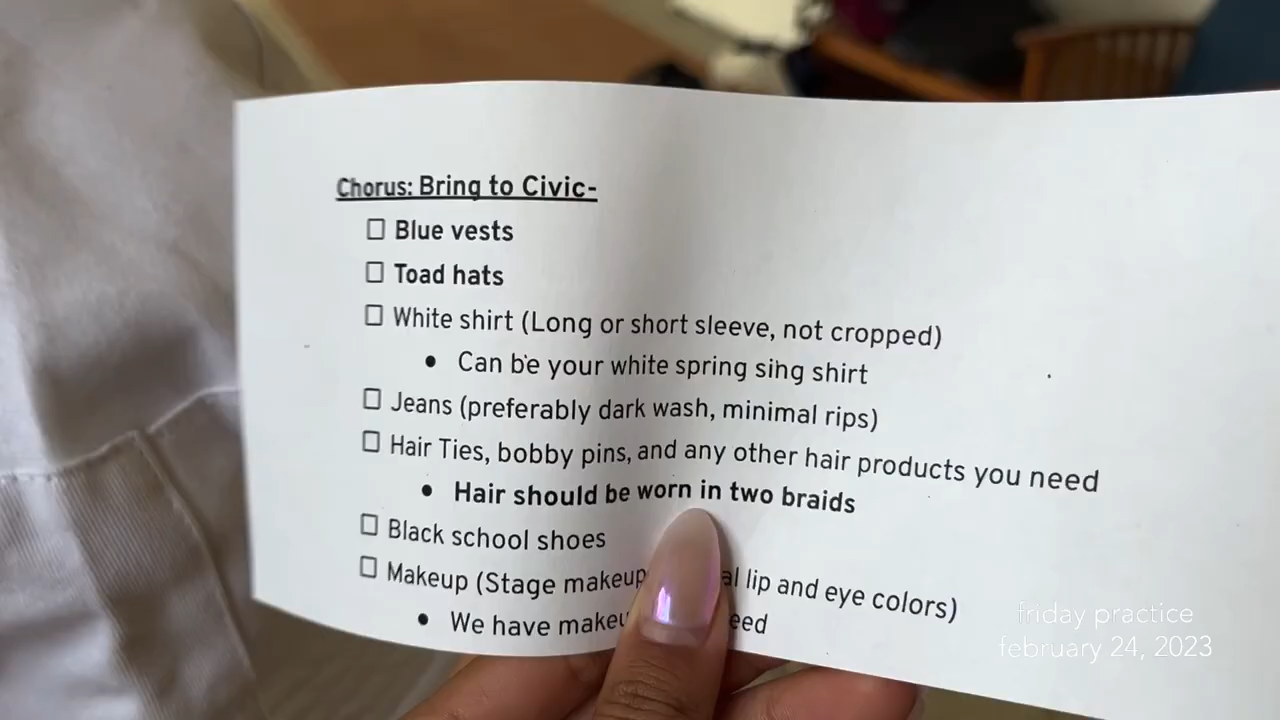 Chorus: Bring to Civic-
☐ Blue vests
☐ Toad hats
☐ White shirt (Long or short sleeve, not cropped)
• Can be your white spring sing shirt
☐ Jeans (preferably dark wash, minimal rips)
☐ Hair Ties, bobby pins, and any other hair products you need
• Hair should be worn in two braids
☐ Black school shoes
☐ Makeup (Stage makeup lip and eye colors)
• We have
friday practice
february 24, 2023